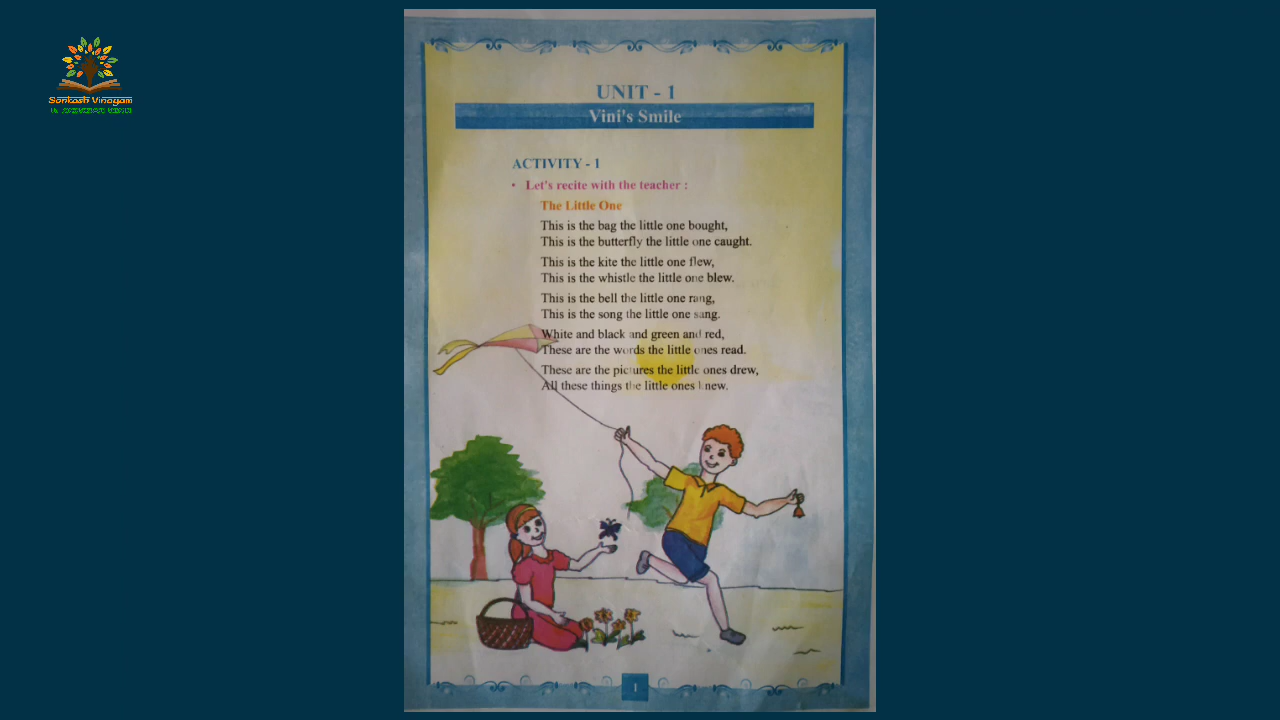 Sankash Vinayam
UNIT - 1
Vini's Smile
ACTIVITY - 1
• Let's recite with the teacher :
The Little One
This is the bag the little one bought,
This is the butterfly the little one caught.
This is the kite the little one flew,
This is the whistle the little one blew.
This is the bell the little one rang,
This is the song the little one sang.
White and black and green and red,
These are the words the little ones read.
These are the pictures the little ones drew,
All these things the little ones knew.
1